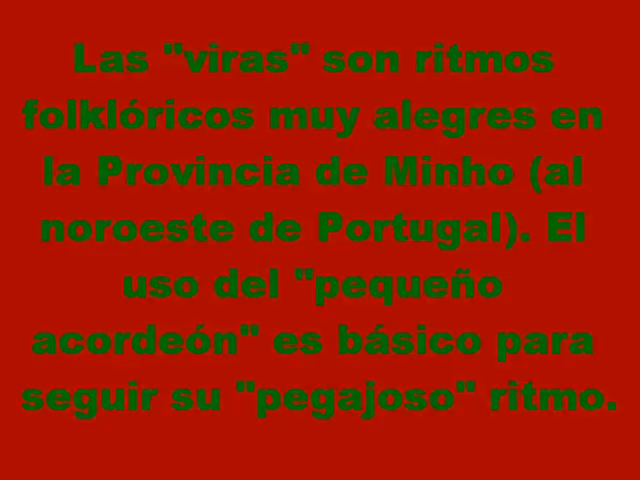 Las "viras" son ritmos
folklóricos muy alegres en
la Provincia de Minho (al
noroeste de Portugal). El
uso del "pequeño
acordeón" es básico para
seguir su "pegajoso" ritmo.